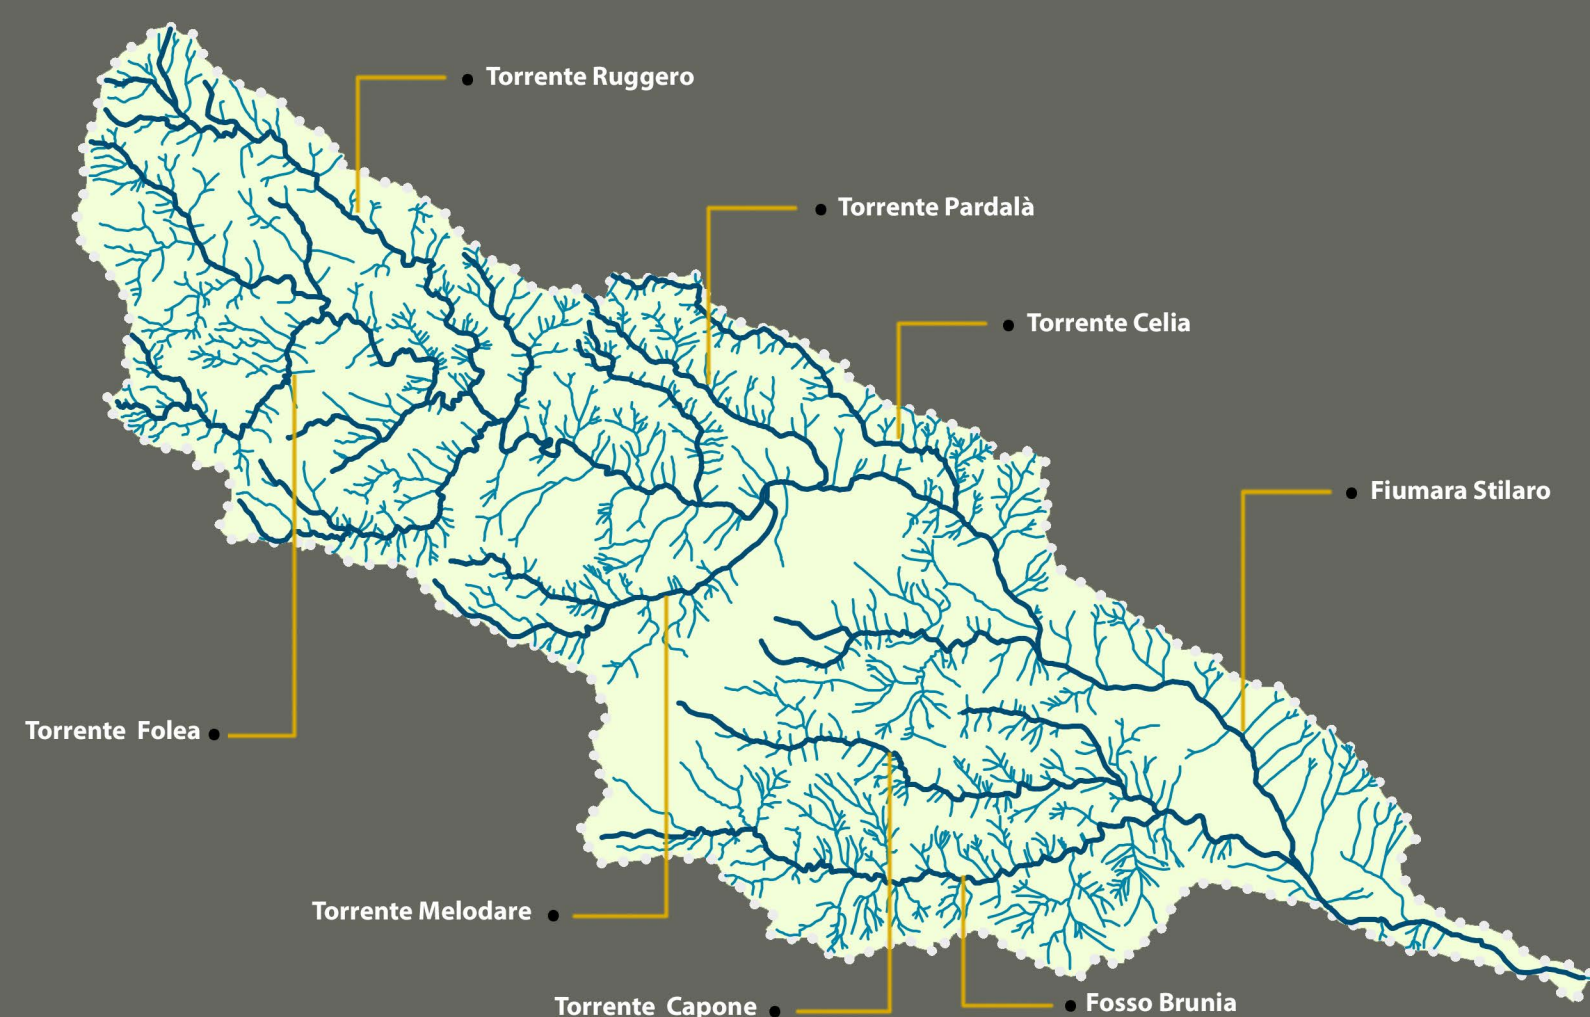 Torrente Ruggero
Torrente Pardalà
Torrente Celia
Fiumara Stilaro
Torrente Folea
Torrente Melodare
Torrente Capone
Fosso Brunia